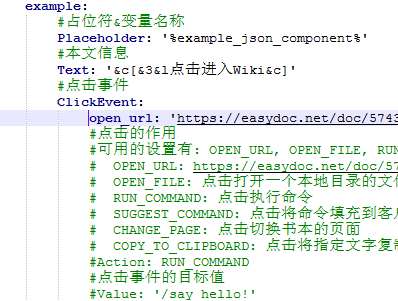 example:
#占位符&变量名称
Placeholder: '%example_json_component%'
#本文信息
Text: '&c[&3&l点击进入Wiki&c]'
#点击事件
ClickEvent:
open_url: 'https://easydoc.net/doc/5743
#点击的作用
#可用的设置有: OPEN_URL, OPEN_FILE, RUN
# OPEN_URL: https://easydoc.net/doc/57
# OPEN_FILE: 点击打开一个本地目录的文件
# RUN_COMMAND: 点击执行命令
# SUGGEST_COMMAND: 点击将命令填充到客
# CHANGE_PAGE: 点击切换书本的页面
# COPY_TO_CLIPBOARD: 点击将指定文字复制
#Action: RUN_COMMAND
#点击事件的目标值
#Value: '/say hello!'